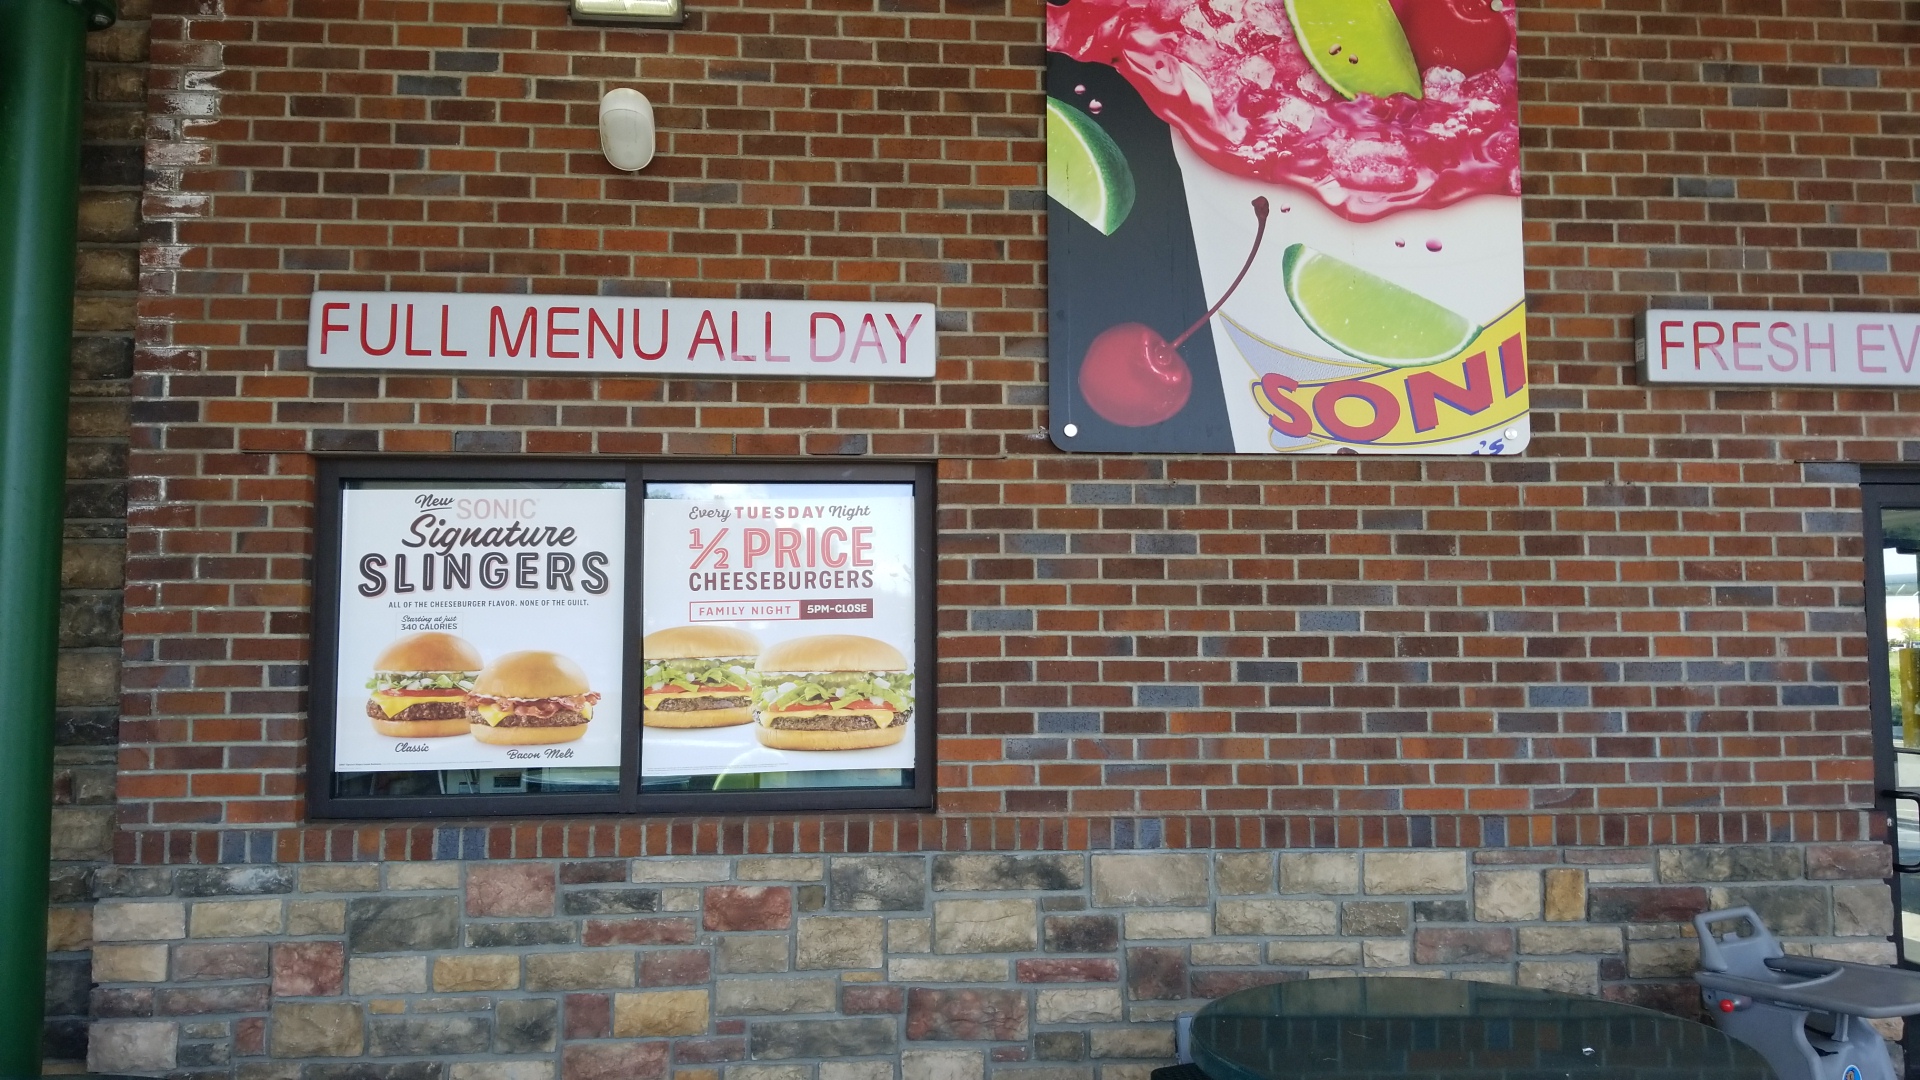 FULL MENU ALL DAY
SONI
FRESH EV
New SONIC
Signature
SLINGERS
ALL OF THE CHEESEBURGER FLAVOR. NONE OF THE GUILT.
Starting at just
340 CALORIES
Classic
Bacon Melt
Every TUESDAY Night
1/2 PRICE
CHEESEBURGERS
FAMILY NIGHT 5PM-CLOSE